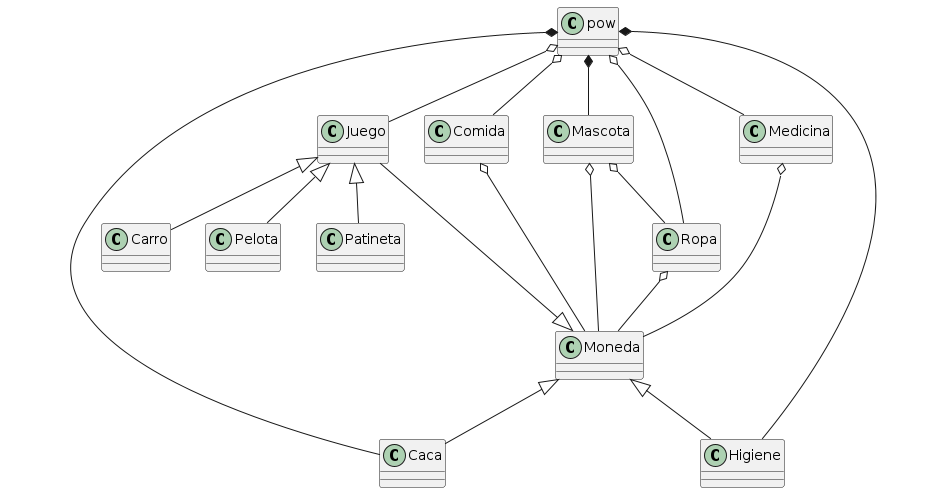 C pow
C Juego
C Comida
C Mascota
C Medicina
C Carro
C Pelota
C Patineta
C Ropa
C Moneda
C Caca
C Higiene